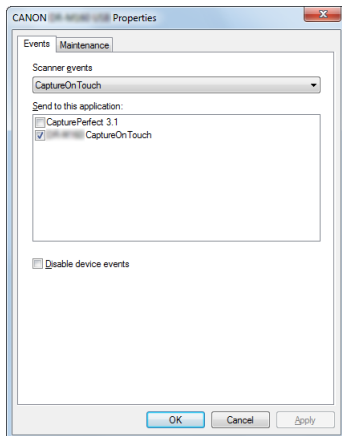 CANON Properties
Events Maintenance
Scanner events
CaptureOnTouch
Send to this application:
CapturePerfect 3.1
CaptureOnTouch
Disable device events
OK Cancel Apply